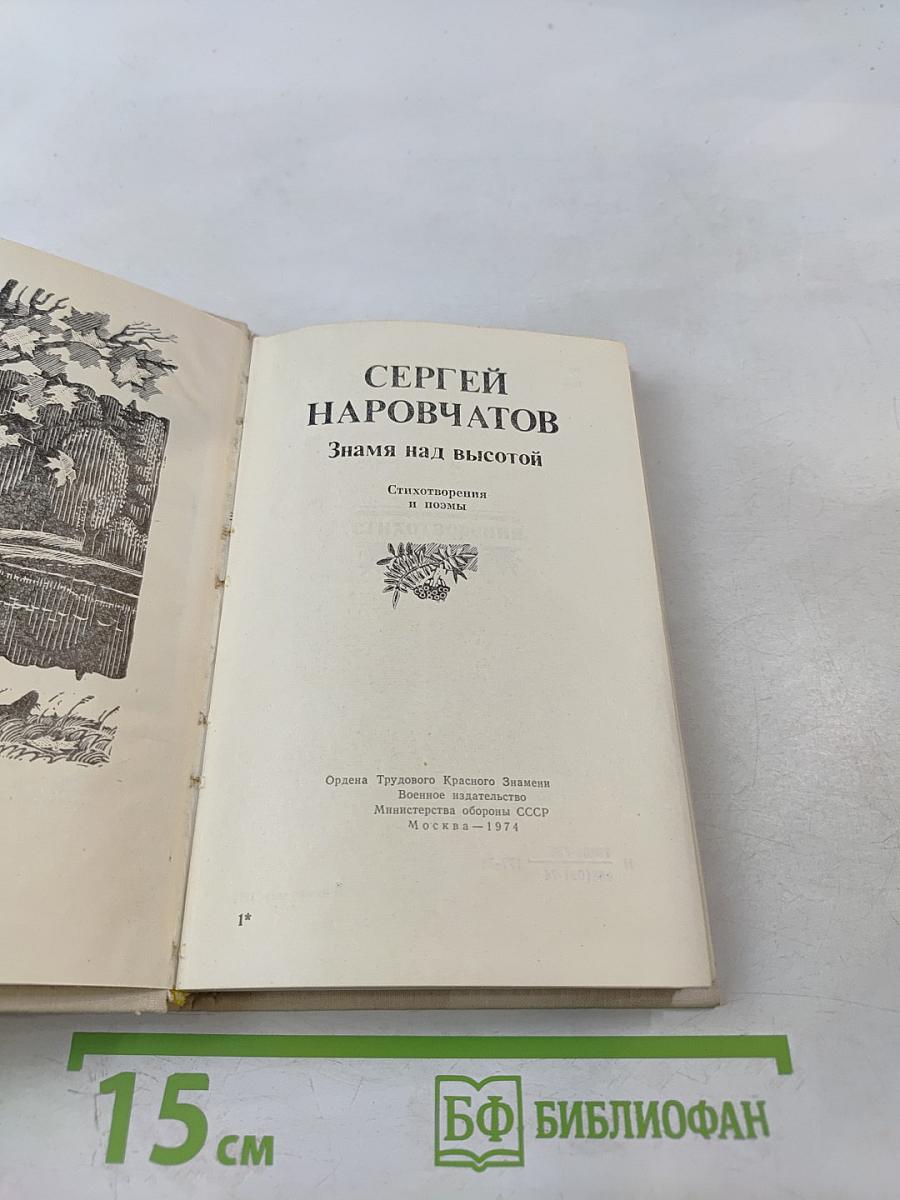 СЕРГЕЙ
НАРОВЧАТОВ
Знамя над высотой
Стихотворения
и поэмы
Ордена Трудового Красного Знамени
Военное издательство
Министерства обороны СССР
Москва — 1974
1*
15 см
БФ БИБЛИОФАН